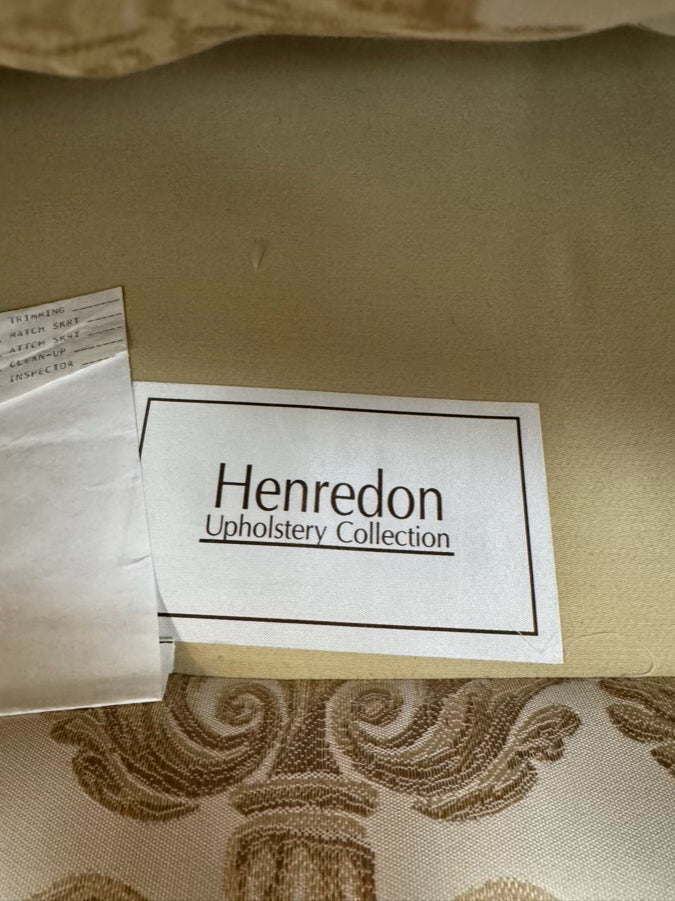 TRIMMING
MATCH SKRT
ATTCH SKRT
CLEAN-UP
INSPECTOR
Henredon
Upholstery Collection